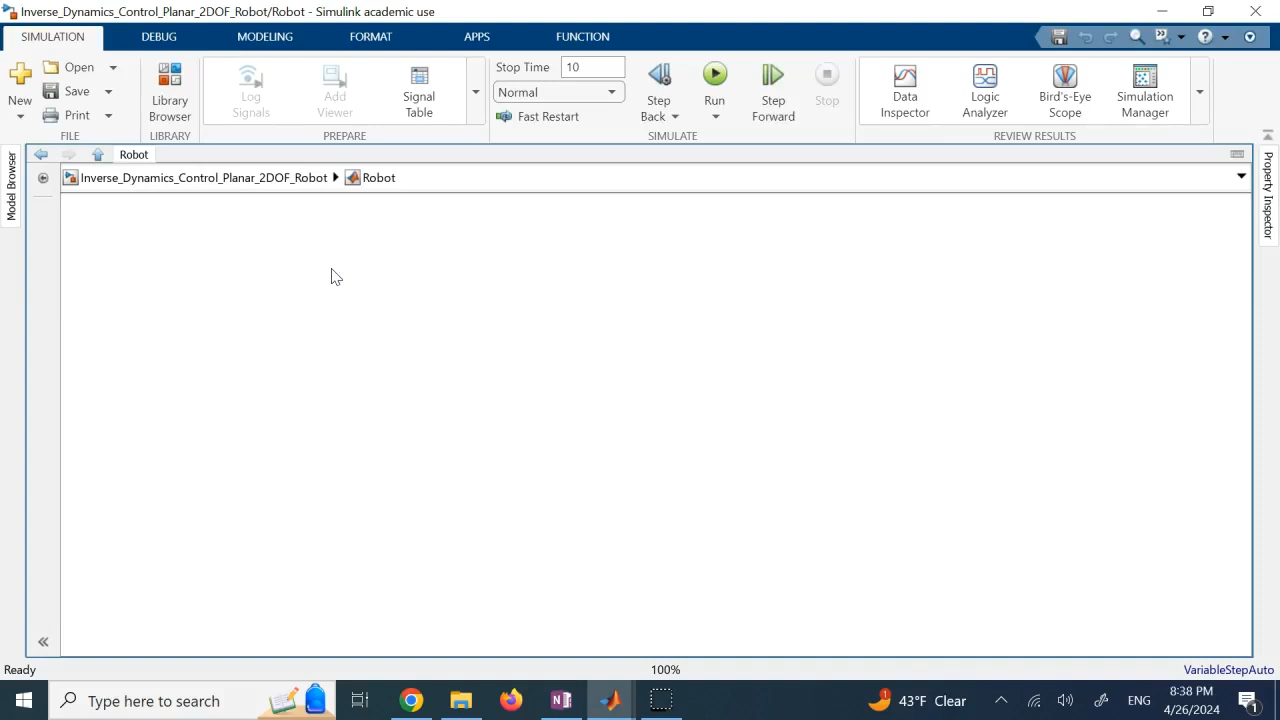 Inverse_Dynamics_Control_Planar_2DOF_Robot/Robot - Simulink academic use
SIMULATION DEBUG MODELING FORMAT APPS FUNCTION
New
Open
Save
Print
FILE
Library Browser
LIBRARY
Log Signals
Add Viewer
Signal Table
PREPARE
Stop Time 10
Normal
Fast Restart
Step Back
Run
Step Forward
Stop
SIMULATE
Data Inspector
Logic Analyzer
Bird's-Eye Scope
Simulation Manager
REVIEW RESULTS
Robot
Inverse_Dynamics_Control_Planar_2DOF_Robot Robot
Model Browser
Property Inspector
Ready 100% VariableStepAuto
Type here to search
1
43°F Clear
ENG
8:38 PM
4/26/2024
1